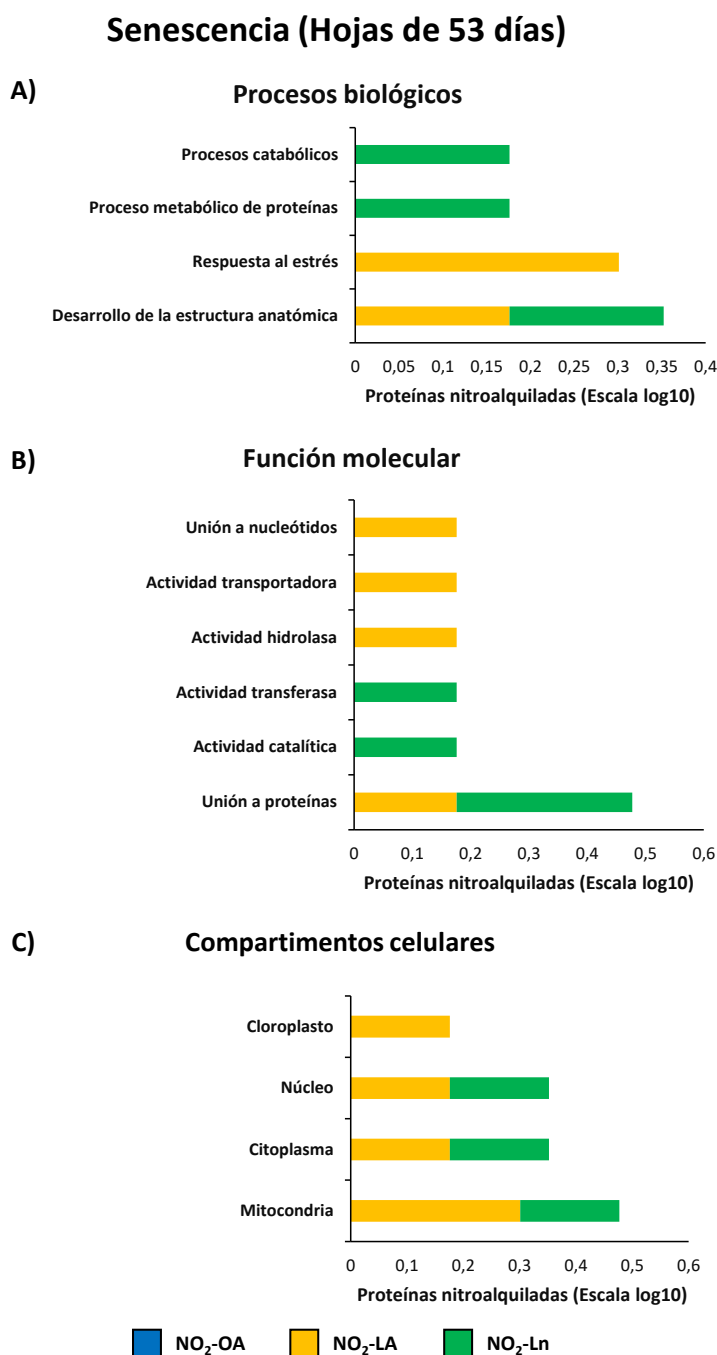 Senescencia (Hojas de 53 días)
A)
Procesos biológicos
Procesos catabólicos
Proceso metabólico de proteínas
Respuesta al estrés
Desarrollo de la estructura anatómica
0 0,05 0,1 0,15 0,2 0,25 0,3 0,35 0,4
Proteínas nitroalquiladas (Escala log10)
B)
Función molecular
Unión a nucleótidos
Actividad transportadora
Actividad hidrolasa
Actividad transferasa
Actividad catalítica
Unión a proteínas
0 0,1 0,2 0,3 0,4 0,5 0,6
Proteínas nitroalquiladas (Escala log10)
C)
Compartimentos celulares
Cloroplasto
Núcleo
Citoplasma
Mitocondria
0 0,1 0,2 0,3 0,4 0,5 0,6
Proteínas nitroalquiladas (Escala log10)
NO₂-OA NO₂-LA NO₂-Ln